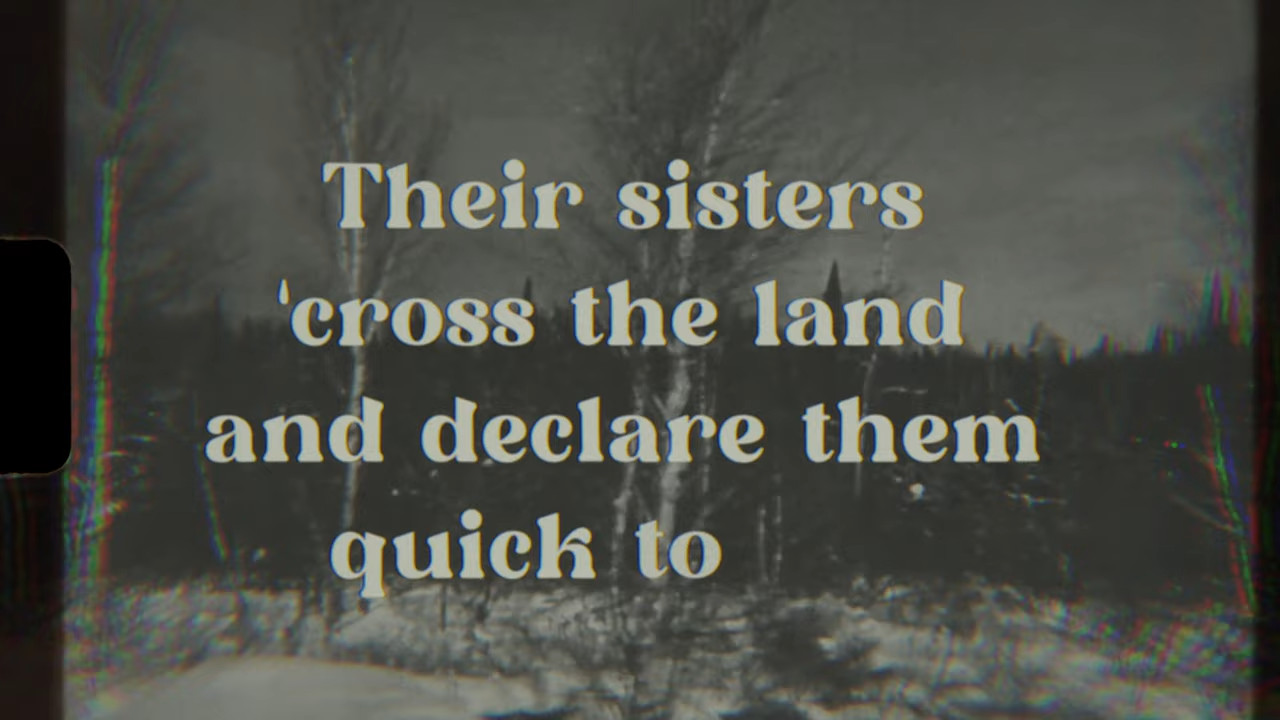 Their sisters
'cross the land
and declare them
quick to